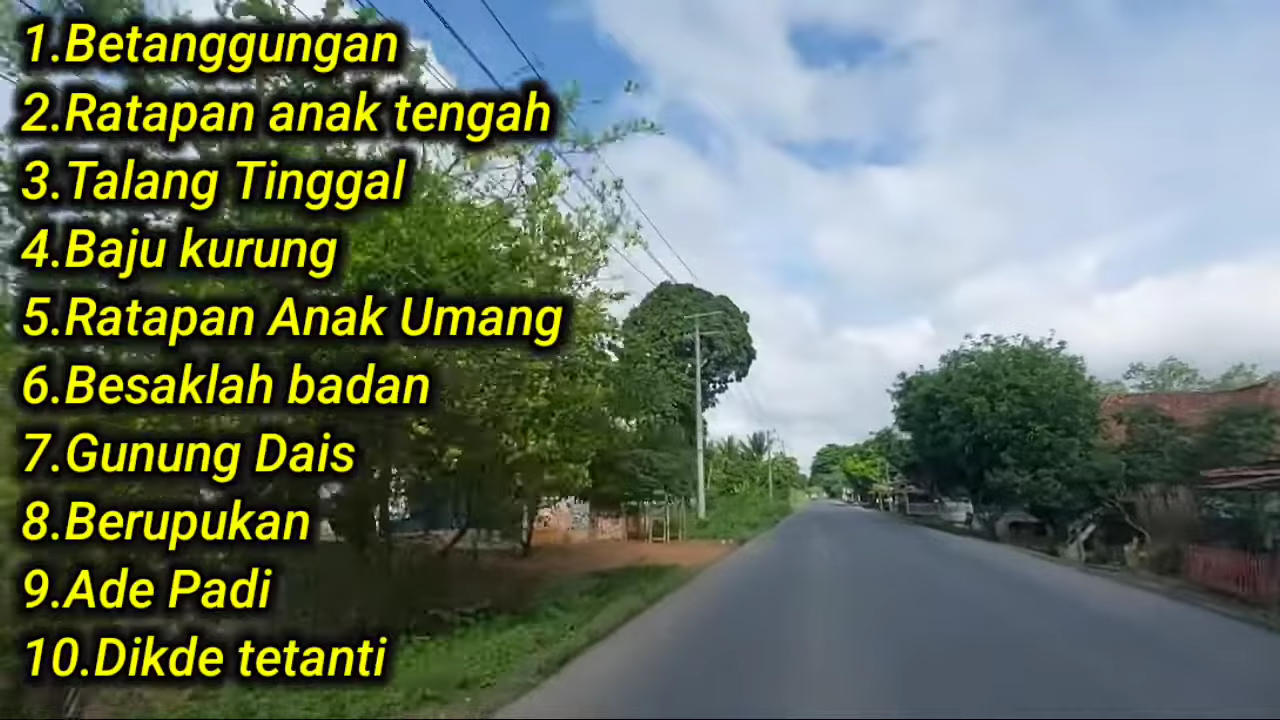 1.Betanggungan
2.Ratapan anak tengah
3.Talang Tinggal
4.Baju kurung
5.Ratapan Anak Umang
6.Besaklah badan
7.Gunung Dais
8.Berupukan
9.Ade Padi
10.Dikde tetanti